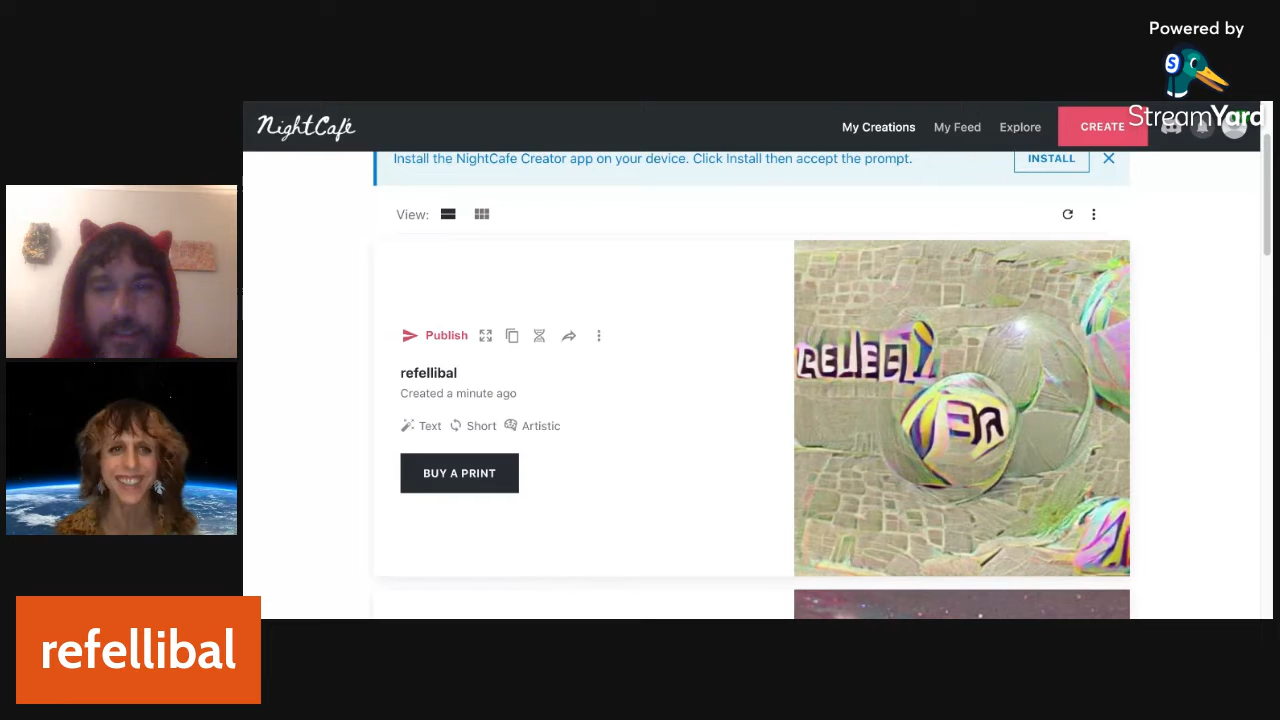 Powered by
StreamYard
NightCafé
My Creations
My Feed
Explore
CREATE
Install the NightCafe Creator app on your device. Click Install then accept the prompt.
INSTALL
View:
Publish
refellibal
Created a minute ago
Text
Short
Artistic
BUY A PRINT
refellibal